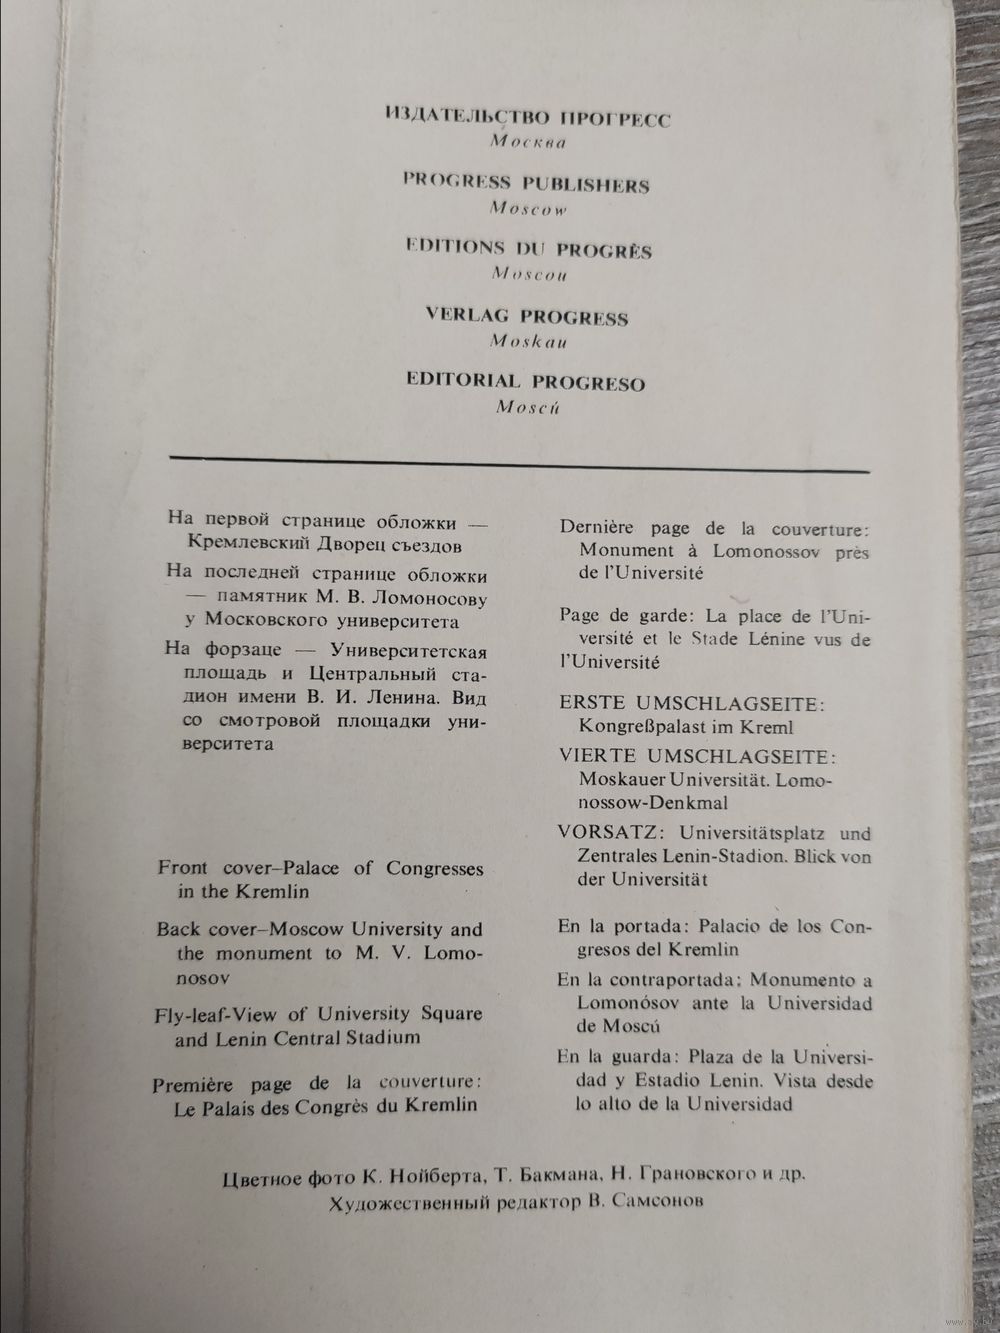 ИЗДАТЕЛЬСТВО ПРОГРЕСС
Москва
PROGRESS PUBLISHERS
Moscow
EDITIONS DU PROGRÈS
Moscou
VERLAG PROGRESS
Moskau
EDITORIAL PROGRESO
Moscú
На первой странице обложки —
Кремлевский Дворец съездов
На последней странице обложки
— памятник М. В. Ломоносову
у Московского университета
На форзаце — Университетская
площадь и Центральный ста-
дион имени В. И. Ленина. Вид
со смотровой площадки уни-
верситета
Front cover–Palace of Congresses
in the Kremlin
Back cover–Moscow University and
the monument to M. V. Lomo-
nosov
Fly-leaf-View of University Square
and Lenin Central Stadium
Première page de la couverture:
Le Palais des Congrès du Kremlin
Dernière page de la couverture:
Monument à Lomonossov près
de l'Université
Page de garde: La place de l'Uni-
versité et le Stade Lénine vus de
l'Université
ERSTE UMSCHLAGSEITE:
Kongreßpalast im Kreml
VIERTE UMSCHLAGSEITE:
Moskauer Universität. Lomo-
nossow-Denkmal
VORSATZ: Universitätsplatz und
Zentrales Lenin-Stadion. Blick von
der Universität
En la portada: Palacio de los Con-
gresos del Kremlin
En la contraportada: Monumento a
Lomonósov ante la Universidad
de Moscú
En la guarda: Plaza de la Universi-
dad y Estadio Lenin. Vista desde
lo alto de la Universidad
Цветное фото К. Нойберта, Т. Бакмана, Н. Грановского и др.
Художественный редактор В. Самсонов